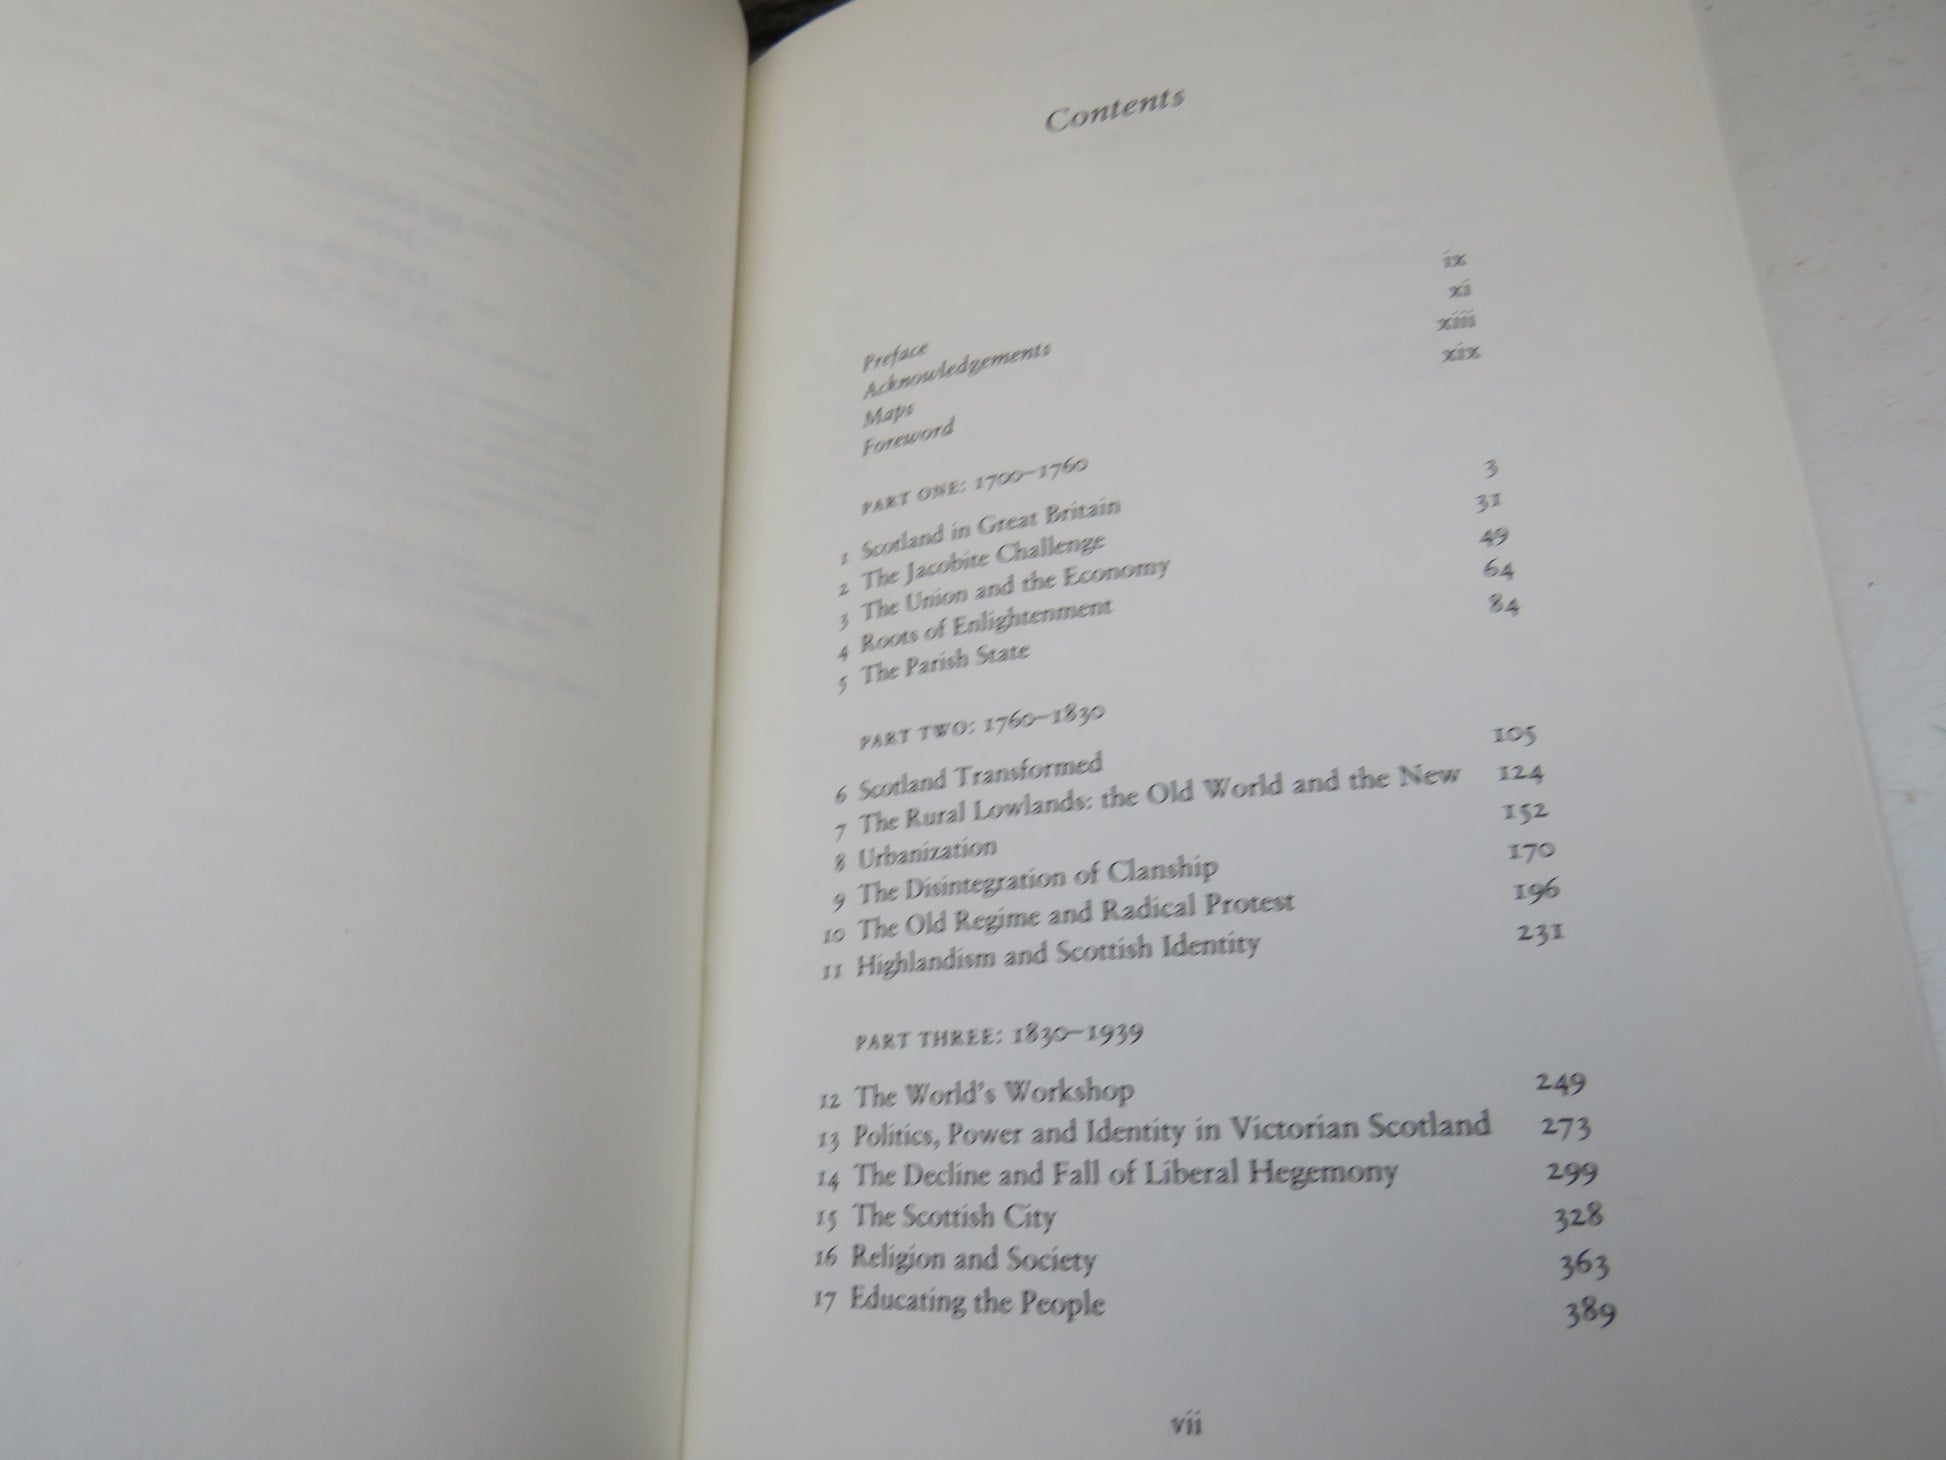 Contents
Preface ix
Acknowledgements xi
Maps xiii
Foreword xix
PART ONE: 1700–1760
1 Scotland in Great Britain 3
2 The Jacobite Challenge 31
3 The Union and the Economy 49
4 Roots of Enlightenment 64
5 The Parish State 84
PART TWO: 1760–1830
6 Scotland Transformed 105
7 The Rural Lowlands: the Old World and the New 124
8 Urbanization 152
9 The Disintegration of Clanship 170
10 The Old Regime and Radical Protest 196
11 Highlandism and Scottish Identity 231
PART THREE: 1830–1939
12 The World's Workshop 249
13 Politics, Power and Identity in Victorian Scotland 273
14 The Decline and Fall of Liberal Hegemony 299
15 The Scottish City 328
16 Religion and Society 363
17 Educating the People 389
vii